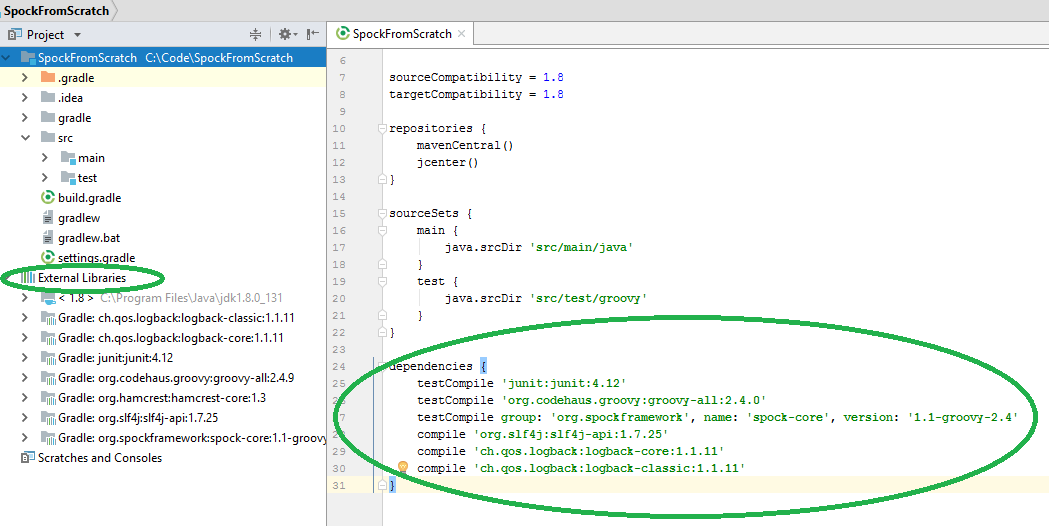 SpockFromScratch
Project
SpockFromScratch C:\Code\SpockFromScratch
.gradle
.idea
gradle
src
main
test
build.gradle
gradlew
gradlew.bat
settings.gradle
External Libraries
< 1.8 > C:\Program Files\Java\jdk1.8.0_131
Gradle: ch.qos.logback:logback-classic:1.1.11
Gradle: ch.qos.logback:logback-core:1.1.11
Gradle: junit:junit:4.12
Gradle: org.codehaus.groovy:groovy-all:2.4.9
Gradle: org.hamcrest:hamcrest-core:1.3
Gradle: org.slf4j:slf4j-api:1.7.25
Gradle: org.spockframework:spock-core:1.1-groovy
Scratches and Consoles
SpockFromScratch
6
7 sourceCompatibility = 1.8
8 targetCompatibility = 1.8
9
10 repositories {
11 mavenCentral()
12 jcenter()
13 }
14
15 sourceSets {
16 main {
17 java.srcDir 'src/main/java'
18 }
19 test {
20 java.srcDir 'src/test/groovy'
21 }
22 }
23
24 dependencies {
25 testCompile 'junit:junit:4.12'
testCompile 'org.codehaus.groovy:groovy-all:2.4.0'
testCompile group: 'org.spockframework', name: 'spock-core', version: '1.1-groovy-2.4'
compile 'org.slf4j:slf4j-api:1.7.25'
29 compile 'ch.qos.logback:logback-core:1.1.11'
30 compile 'ch.qos.logback:logback-classic:1.1.11'
31 }